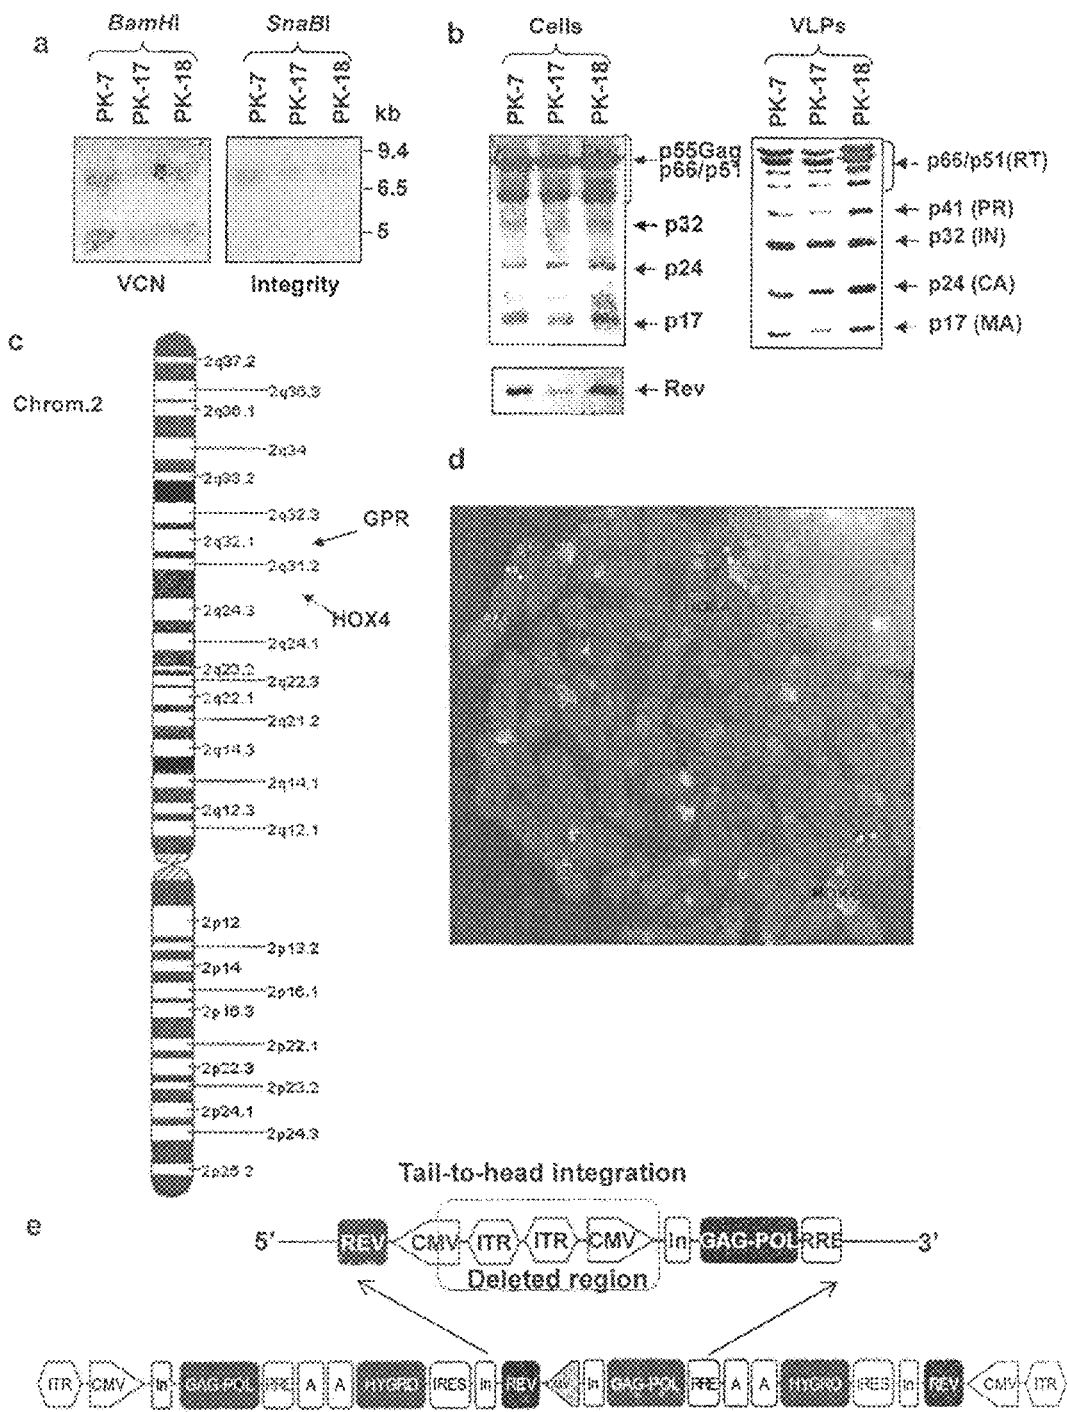 a
BamHI
SnaBI
PK-7
PK-17
PK-18
PK-7
PK-17
PK-18
kb
9.4
6.5
5
VCN
Integrity
b
Cells
VLPs
PK-7
PK-17
PK-18
PK-7
PK-17
PK-18
p55Gag
p66/p51
p32
p24
p17
Rev
p66/p51(RT)
p41 (PR)
p32 (IN)
p24 (CA)
p17 (MA)
c
Chrom.2
2q37.2
2q36.3
2q36.1
2q34
2q33.2
2q32.3
2q32.1
2q31.2
2q24.3
2q24.1
2q23.2
2q22.3
2q22.1
2q21.2
2q14.3
2q14.1
2q12.3
2q12.1
2p12
2p13.2
2p14
2p16.1
2p16.3
2p22.1
2p22.3
2p23.2
2p24.1
2p24.3
2p25.2
GPR
HOX4
d
e
Tail-to-head integration
5' REV CMV ITR ITR CMV In GAG-POL RRE 3'
Deleted region
ITR CMV In GAG-POL RRE A A HYGRO IRES In REV In GAG-POL RRE A A HYGRO IRES In REV CMV ITR